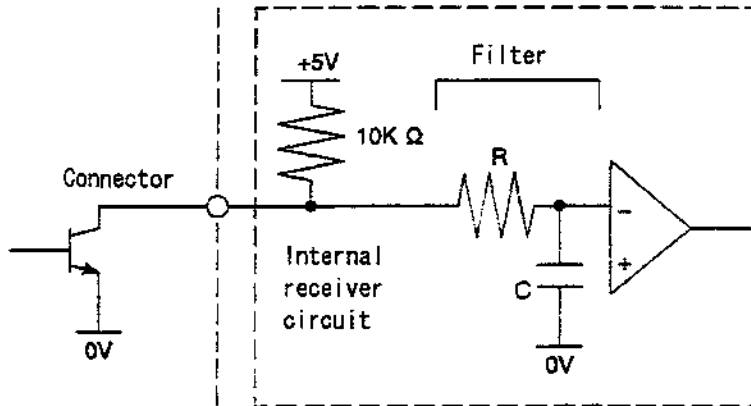 Filter
+5V
10K Ω
R
Connector
−
+
Internal
receiver
circuit
C
0V
0V